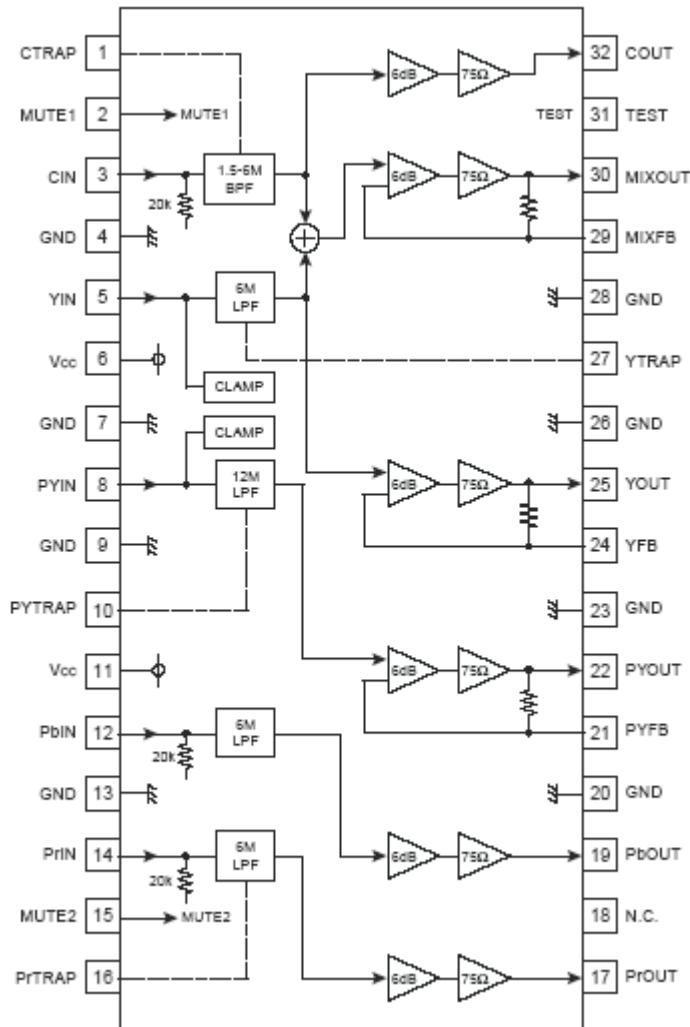 CTRAP 1 6dB 75Ω 32 COUT
MUTE1 2 MUTE1 TEST 31 TEST
CIN 3 1.5-6M BPF 6dB 75Ω 30 MIXOUT
20k
GND 4 29 MIXFB
YIN 5 6M LPF 28 GND
Vcc 6 27 YTRAP
CLAMP
GND 7 CLAMP 26 GND
PYIN 8 12M LPF 6dB 75Ω 25 YOUT
GND 9 24 YFB
PYTRAP 10 23 GND
Vcc 11 6dB 75Ω 22 PYOUT
PbIN 12 6M LPF 21 PYFB
20k
GND 13 20 GND
PrIN 14 6M LPF 6dB 75Ω 19 PbOUT
20k
MUTE2 15 MUTE2 18 N.C.
PrTRAP 16 6dB 75Ω 17 PrOUT